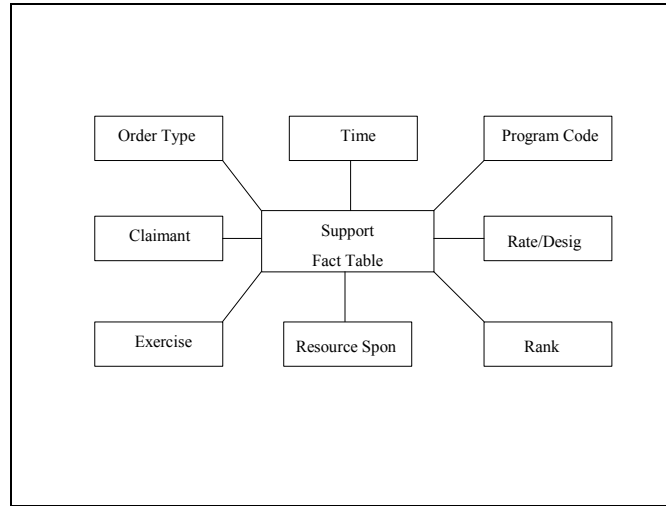 Order Type
Time
Program Code
Claimant
Support
Fact Table
Rate/Desig
Exercise
Resource Spon
Rank